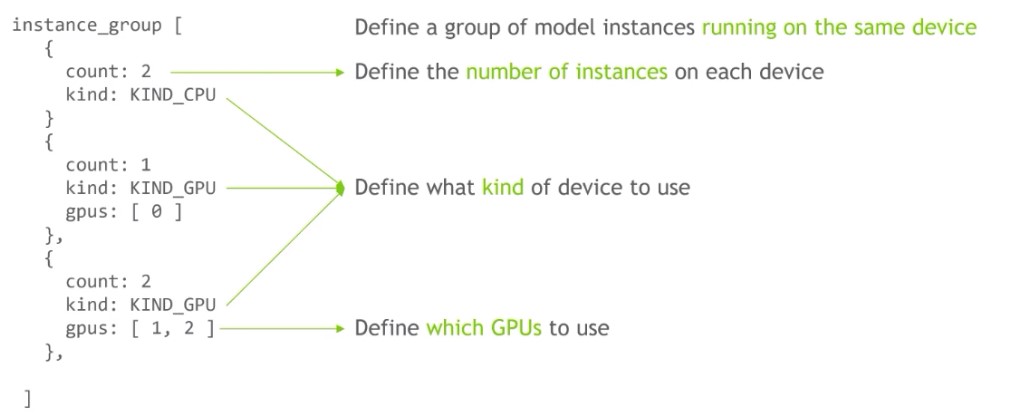 instance_group [ Define a group of model instances running on the same device
{
count: 2 Define the number of instances on each device
kind: KIND_CPU
}
{
count: 1
kind: KIND_GPU Define what kind of device to use
gpus: [ 0 ]
},
{
count: 2
kind: KIND_GPU
gpus: [ 1, 2 ] Define which GPUs to use
},
]